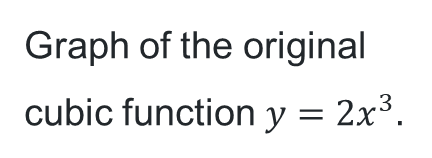 Graph of the original
cubic function y = 2x³.